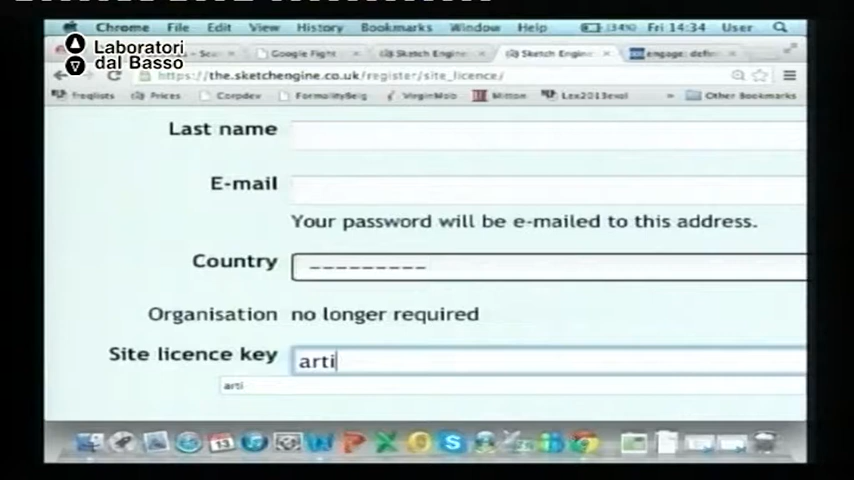 Chrome File Edit View History Bookmarks Window Help (34%) Fri 14:34 User
Laboratori
dal Basso
Google Fight Sketch Engine Sketch Engine engage: defin
https://the.sketchengine.co.uk/register/site_licence/
freqlists Prices Corpdev FormalityBelg VirginMob Mitton Lex2013eval » Other Bookmarks
Last name
E-mail
Your password will be e-mailed to this address.
Country ---------
Organisation no longer required
Site licence key arti
arti